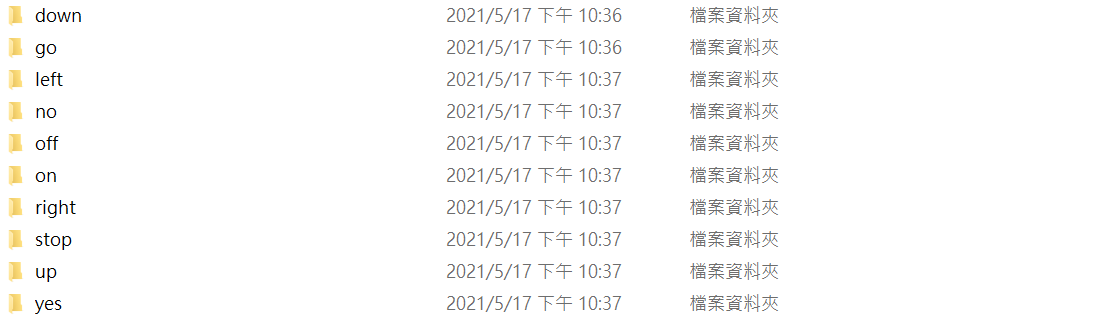 down 2021/5/17 下午 10:36 檔案資料夾
go 2021/5/17 下午 10:36 檔案資料夾
left 2021/5/17 下午 10:37 檔案資料夾
no 2021/5/17 下午 10:37 檔案資料夾
off 2021/5/17 下午 10:37 檔案資料夾
on 2021/5/17 下午 10:37 檔案資料夾
right 2021/5/17 下午 10:37 檔案資料夾
stop 2021/5/17 下午 10:37 檔案資料夾
up 2021/5/17 下午 10:37 檔案資料夾
yes 2021/5/17 下午 10:37 檔案資料夾